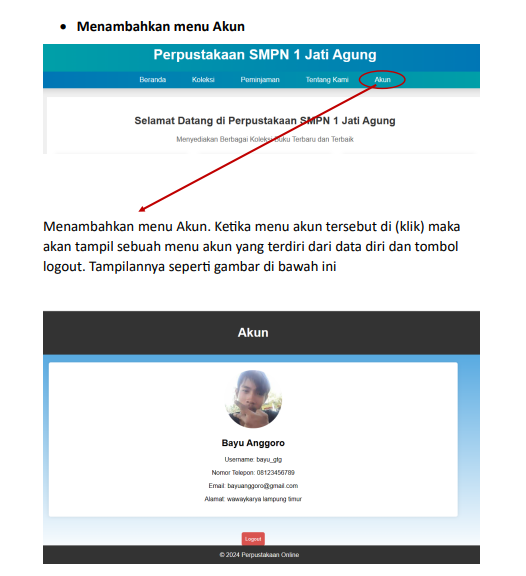 • Menambahkan menu Akun
Perpustakaan SMPN 1 Jati Agung
Beranda Koleksi Peminjaman Tentang Kami Akun
Selamat Datang di Perpustakaan SMPN 1 Jati Agung
Menyediakan Berbagai Koleksi Buku Terbaru dan Terbaik
Menambahkan menu Akun. Ketika menu akun tersebut di (klik) maka
akan tampil sebuah menu akun yang terdiri dari data diri dan tombol
logout. Tampilannya seperti gambar di bawah ini
Akun
Bayu Anggoro
Username: bayu_gtg
Nomor Telepon: 08123456789
Email: bayuanggoro@gmail.com
Alamat: wawaykarya lampung timur
Logout
© 2024 Perpustakaan Online